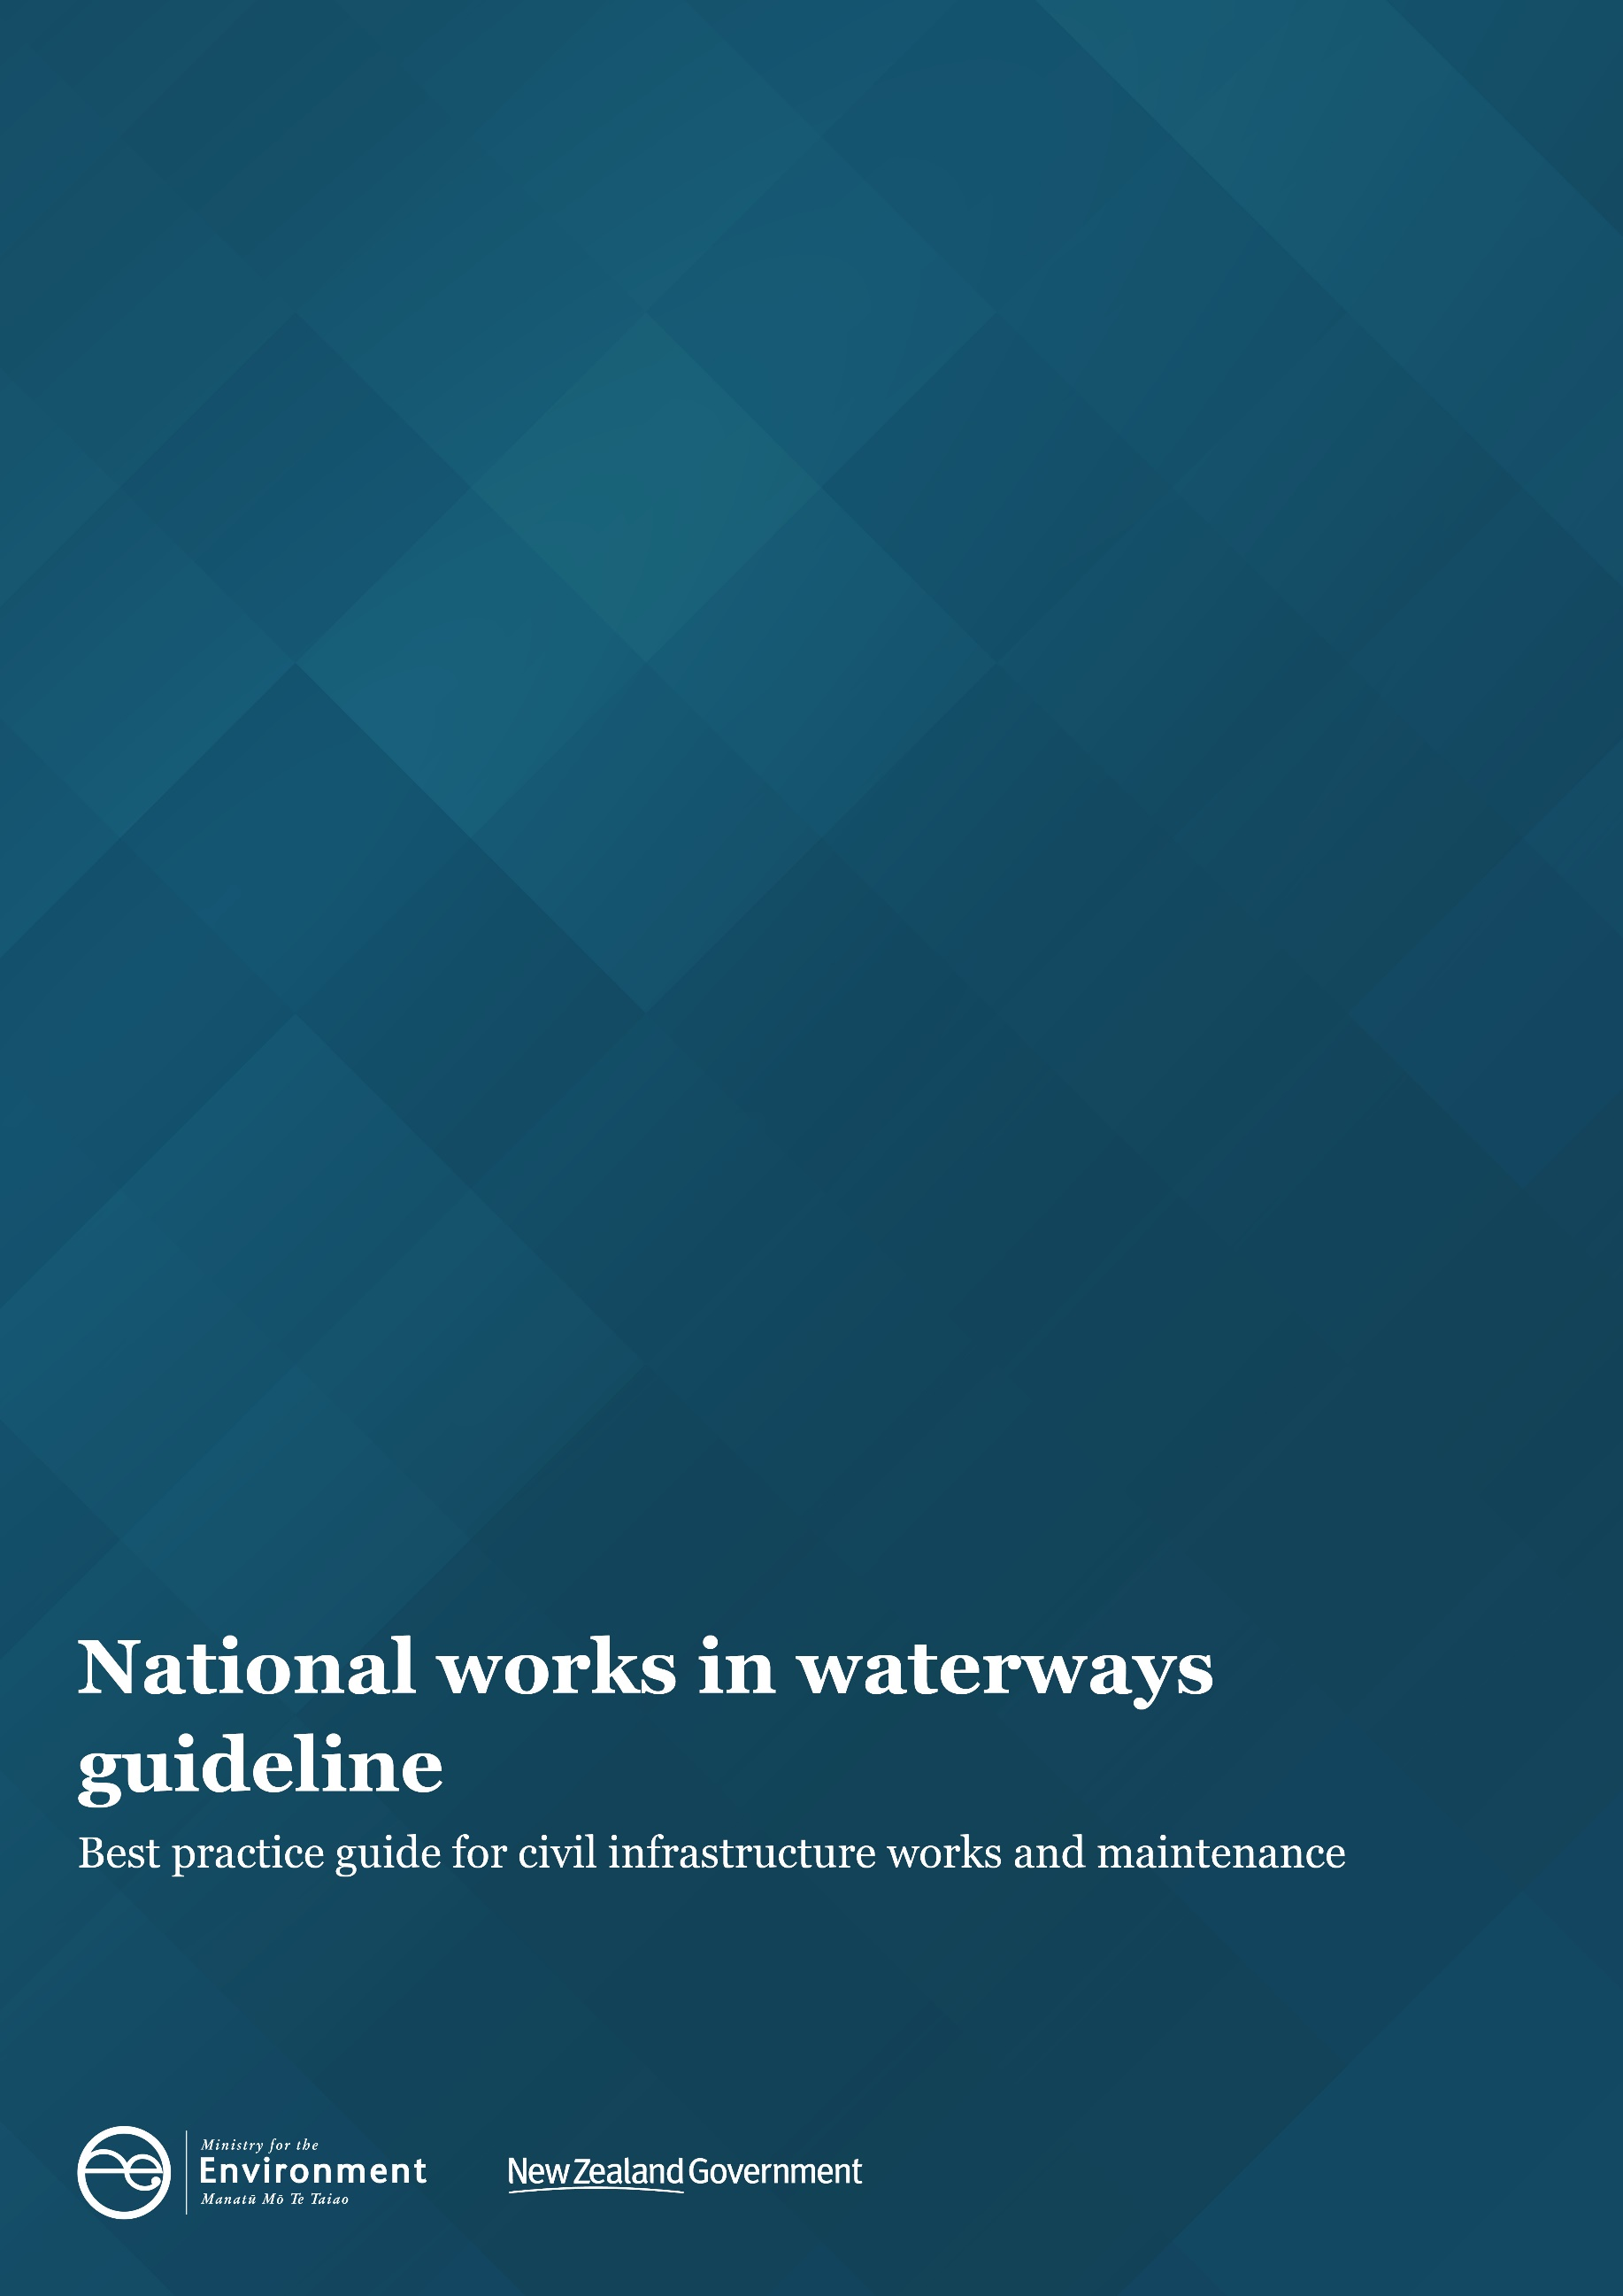 National works in waterways
guideline
Best practice guide for civil infrastructure works and maintenance
Ministry for the
Environment
Manatū Mō Te Taiao
New Zealand Government